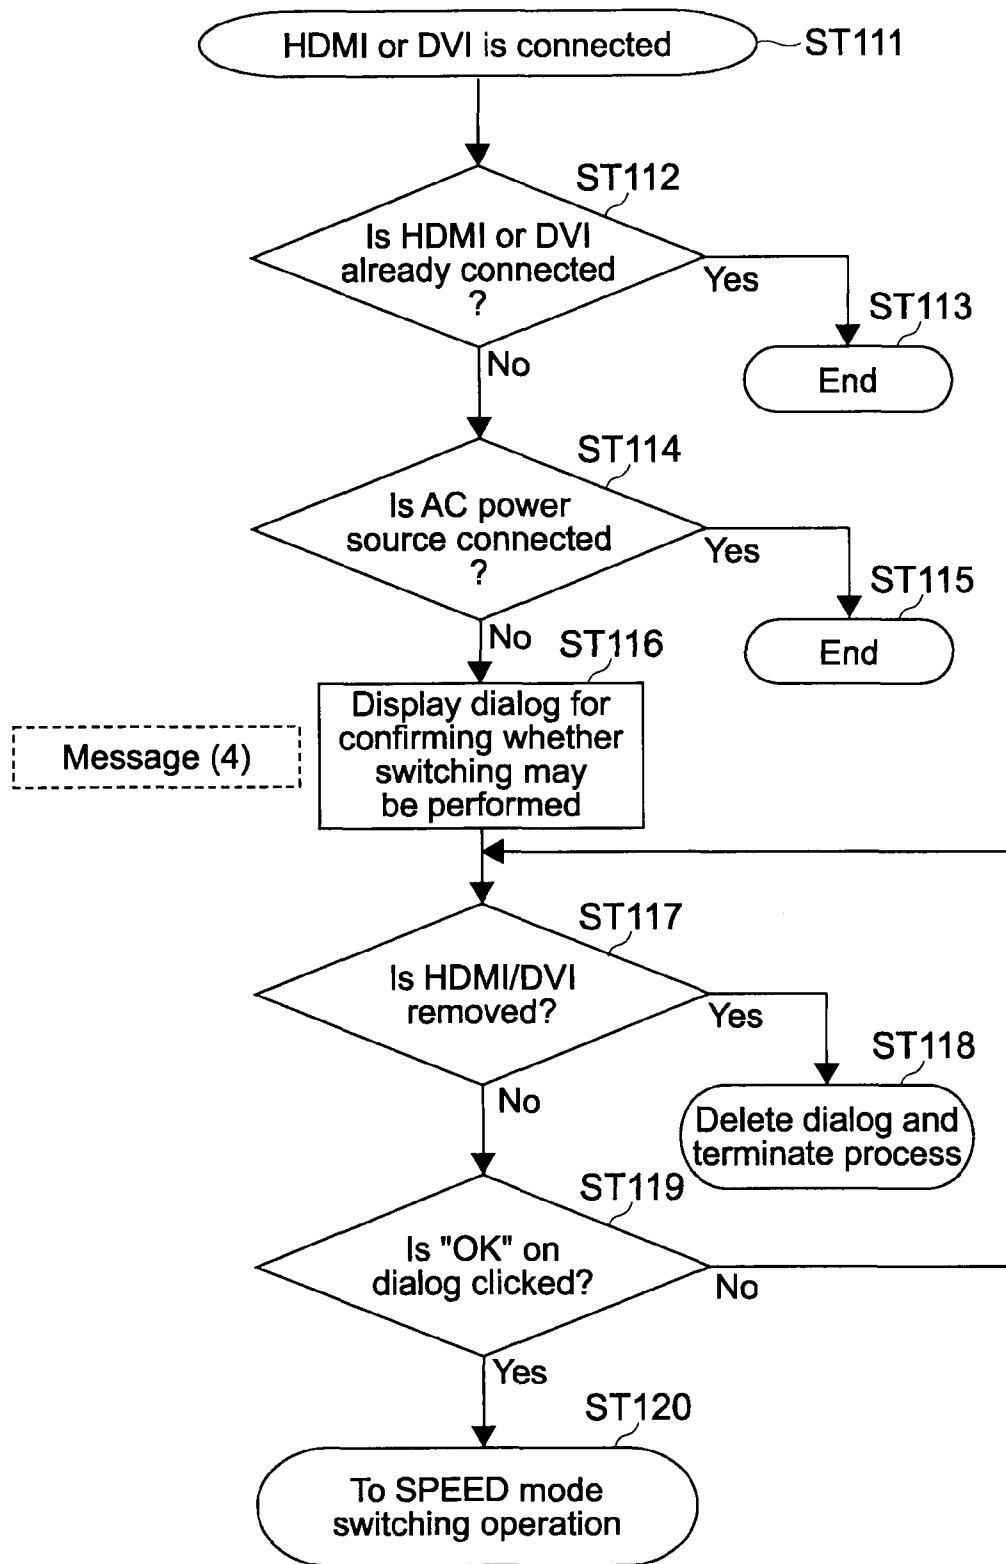 HDMI or DVI is connected
ST111
ST112
Is HDMI or DVI
already connected
?
Yes
ST113
End
No
ST114
Is AC power
source connected
?
Yes
ST115
End
No
ST116
Display dialog for
confirming whether
switching may
be performed
Message (4)
ST117
Is HDMI/DVI
removed?
Yes
ST118
Delete dialog and
terminate process
No
ST119
Is "OK" on
dialog clicked?
No
Yes
ST120
To SPEED mode
switching operation